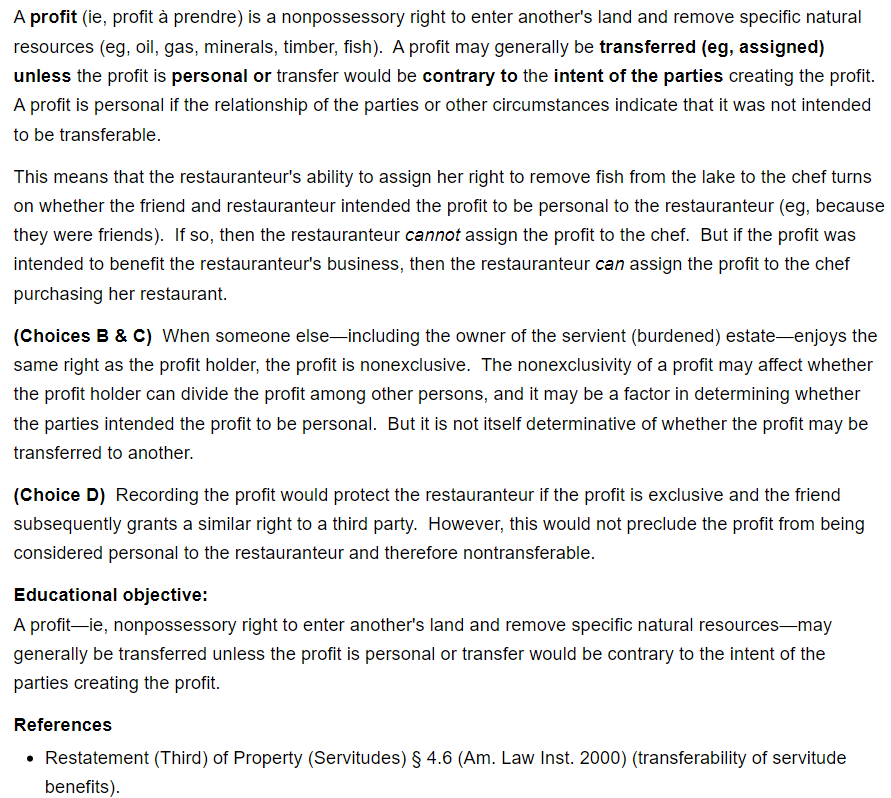 A profit (ie, profit à prendre) is a nonpossessory right to enter another's land and remove specific natural
resources (eg, oil, gas, minerals, timber, fish).  A profit may generally be transferred (eg, assigned)
unless the profit is personal or transfer would be contrary to the intent of the parties creating the profit.
A profit is personal if the relationship of the parties or other circumstances indicate that it was not intended
to be transferable.
This means that the restauranteur's ability to assign her right to remove fish from the lake to the chef turns
on whether the friend and restauranteur intended the profit to be personal to the restauranteur (eg, because
they were friends).  If so, then the restauranteur cannot assign the profit to the chef.  But if the profit was
intended to benefit the restauranteur's business, then the restauranteur can assign the profit to the chef
purchasing her restaurant.
(Choices B & C)  When someone else—including the owner of the servient (burdened) estate—enjoys the
same right as the profit holder, the profit is nonexclusive.  The nonexclusivity of a profit may affect whether
the profit holder can divide the profit among other persons, and it may be a factor in determining whether
the parties intended the profit to be personal.  But it is not itself determinative of whether the profit may be
transferred to another.
(Choice D)  Recording the profit would protect the restauranteur if the profit is exclusive and the friend
subsequently grants a similar right to a third party.  However, this would not preclude the profit from being
considered personal to the restauranteur and therefore nontransferable.
Educational objective:
A profit—ie, nonpossessory right to enter another's land and remove specific natural resources—may
generally be transferred unless the profit is personal or transfer would be contrary to the intent of the
parties creating the profit.
References
• Restatement (Third) of Property (Servitudes) § 4.6 (Am. Law Inst. 2000) (transferability of servitude
benefits).